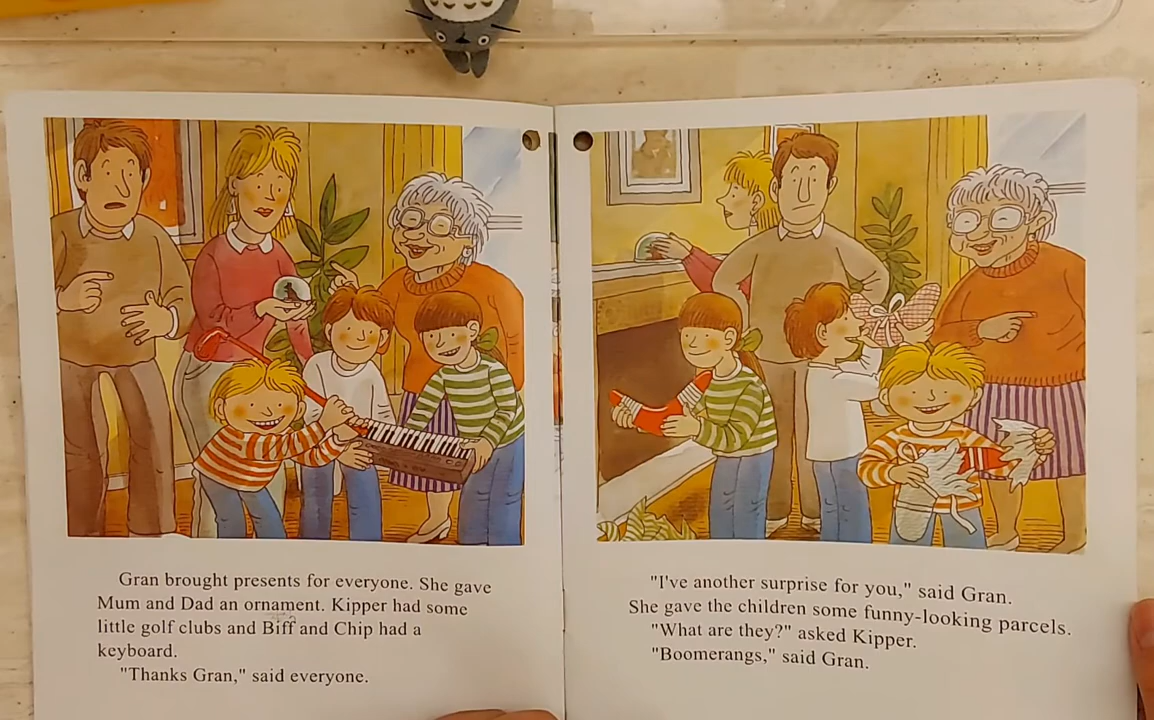 Gran brought presents for everyone. She gave
Mum and Dad an ornament. Kipper had some
little golf clubs and Biff and Chip had a
keyboard.
"Thanks Gran," said everyone.
"I've another surprise for you," said Gran.
She gave the children some funny-looking parcels.
"What are they?" asked Kipper.
"Boomerangs," said Gran.